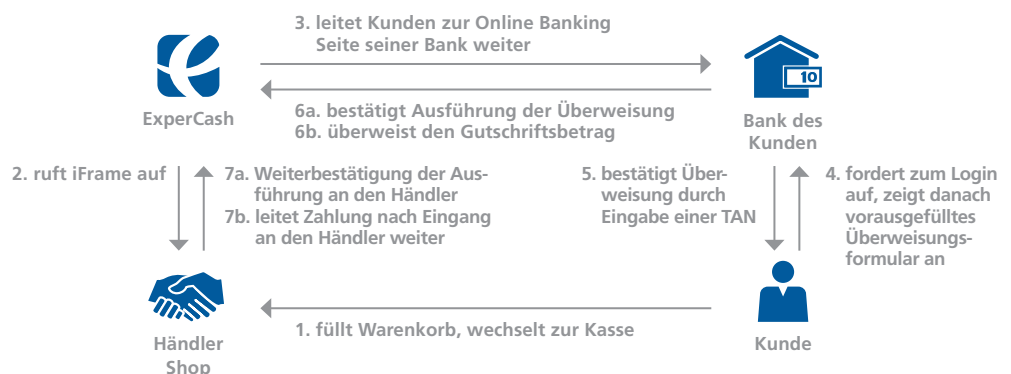 3. leitet Kunden zur Online Banking
Seite seiner Bank weiter
10
ExperCash
6a. bestätigt Ausführung der Überweisung
6b. überweist den Gutschriftsbetrag
Bank des
Kunden
2. ruft iFrame auf
7a. Weiterbestätigung der Aus-
führung an den Händler
7b. leitet Zahlung nach Eingang
an den Händler weiter
5. bestätigt Über-
weisung durch
Eingabe einer TAN
4. fordert zum Login
auf, zeigt danach
vorausgefülltes
Überweisungs-
formular an
1. füllt Warenkorb, wechselt zur Kasse
Händler
Shop
Kunde